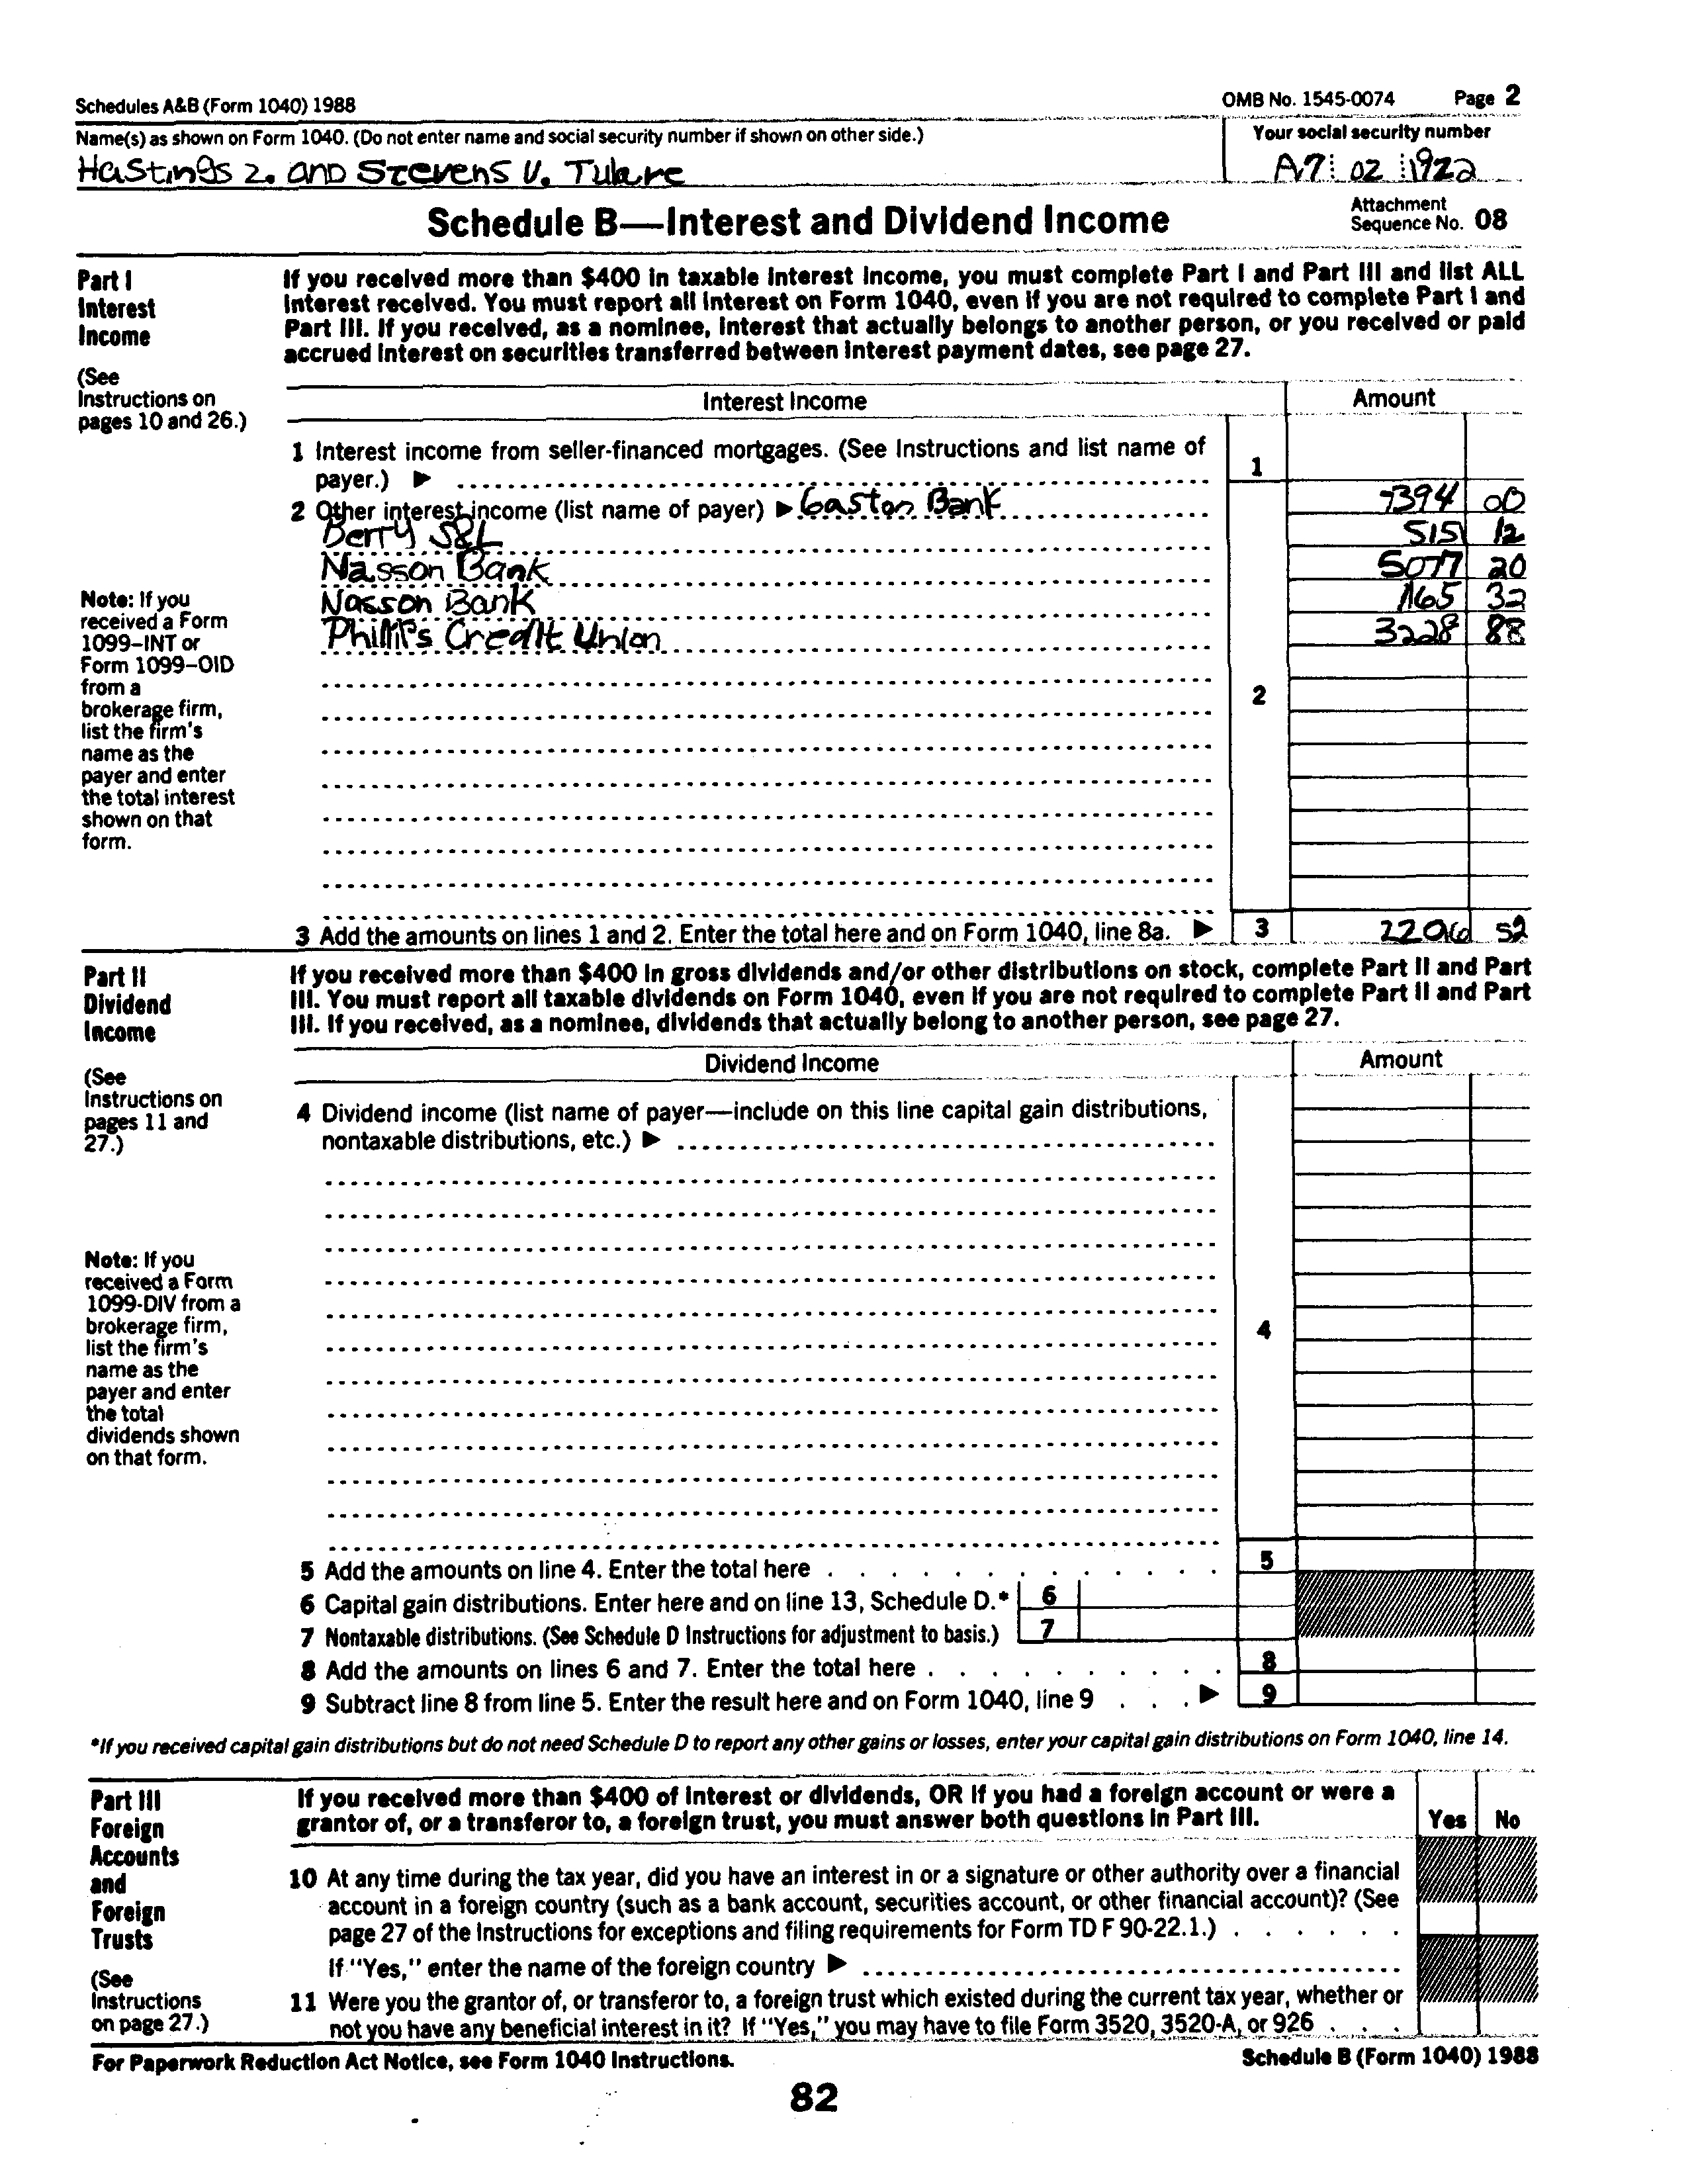 Schedules A&B (Form 1040) 1988 OMB No. 1545-0074 Page 2
Name(s) as shown on Form 1040. (Do not enter name and social security number if shown on other side.) Your social security number
Hastings Z. and Stevens V. Tulare A7 02 1922
Schedule B—Interest and Dividend Income Attachment Sequence No. 08
Part I
Interest
Income
(See
Instructions on
pages 10 and 26.)
If you received more than $400 in taxable interest income, you must complete Part I and Part III and list ALL
interest received. You must report all interest on Form 1040, even if you are not required to complete Part I and
Part III. If you received, as a nominee, interest that actually belongs to another person, or you received or paid
accrued interest on securities transferred between interest payment dates, see page 27.
Interest Income Amount
1 Interest income from seller-financed mortgages. (See Instructions and list name of
payer.) ▶ 1
2 Other interest income (list name of payer) ▶ Gaston Bank 7394 00
Berry S&L 515 12
Nasson Bank 5077 20
Nasson Bank 165 32
Phillips Credit Union 3228 88
2
Note: If you
received a Form
1099–INT or
Form 1099–OID
from a
brokerage firm,
list the firm's
name as the
payer and enter
the total interest
shown on that
form.
3 Add the amounts on lines 1 and 2. Enter the total here and on Form 1040, line 8a. ▶ 3 2206 52
Part II
Dividend
Income
(See
Instructions on
pages 11 and
27.)
If you received more than $400 in gross dividends and/or other distributions on stock, complete Part II and Part
III. You must report all taxable dividends on Form 1040, even if you are not required to complete Part II and Part
III. If you received, as a nominee, dividends that actually belong to another person, see page 27.
Dividend Income Amount
4 Dividend income (list name of payer—include on this line capital gain distributions,
nontaxable distributions, etc.) ▶
4
Note: If you
received a Form
1099-DIV from a
brokerage firm,
list the firm's
name as the
payer and enter
the total
dividends shown
on that form.
5 Add the amounts on line 4. Enter the total here 5
6 Capital gain distributions. Enter here and on line 13, Schedule D.* 6
7 Nontaxable distributions. (See Schedule D Instructions for adjustment to basis.) 7
8 Add the amounts on lines 6 and 7. Enter the total here 8
9 Subtract line 8 from line 5. Enter the result here and on Form 1040, line 9 ▶ 9
*If you received capital gain distributions but do not need Schedule D to report any other gains or losses, enter your capital gain distributions on Form 1040, line 14.
Part III
Foreign
Accounts
and
Foreign
Trusts
(See
Instructions
on page 27.)
If you received more than $400 of interest or dividends, OR if you had a foreign account or were a
grantor of, or a transferor to, a foreign trust, you must answer both questions in Part III. Yes No
10 At any time during the tax year, did you have an interest in or a signature or other authority over a financial
account in a foreign country (such as a bank account, securities account, or other financial account)? (See
page 27 of the Instructions for exceptions and filing requirements for Form TD F 90-22.1.)
If "Yes," enter the name of the foreign country ▶
11 Were you the grantor of, or transferor to, a foreign trust which existed during the current tax year, whether or
not you have any beneficial interest in it? If "Yes," you may have to file Form 3520, 3520-A, or 926
For Paperwork Reduction Act Notice, see Form 1040 Instructions. Schedule B (Form 1040) 1988
82